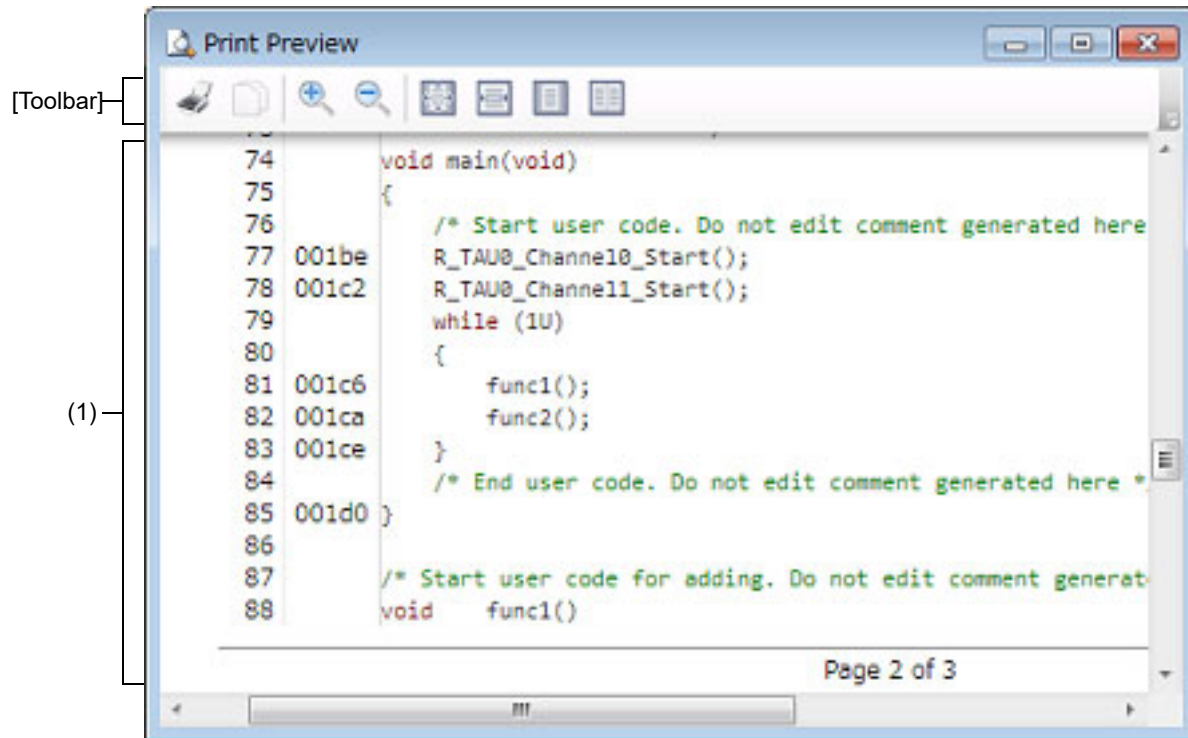 Print Preview
[Toolbar]
74 void main(void)
75 {
76 /* Start user code. Do not edit comment generated here
77 001be R_TAU0_Channel0_Start();
78 001c2 R_TAU0_Channel1_Start();
79 while (1U)
80 {
81 001c6 func1();
(1)
82 001ca func2();
83 001ce }
84 /* End user code. Do not edit comment generated here *
85 001d0 }
86
87 /* Start user code for adding. Do not edit comment generat
88 void func1()
Page 2 of 3